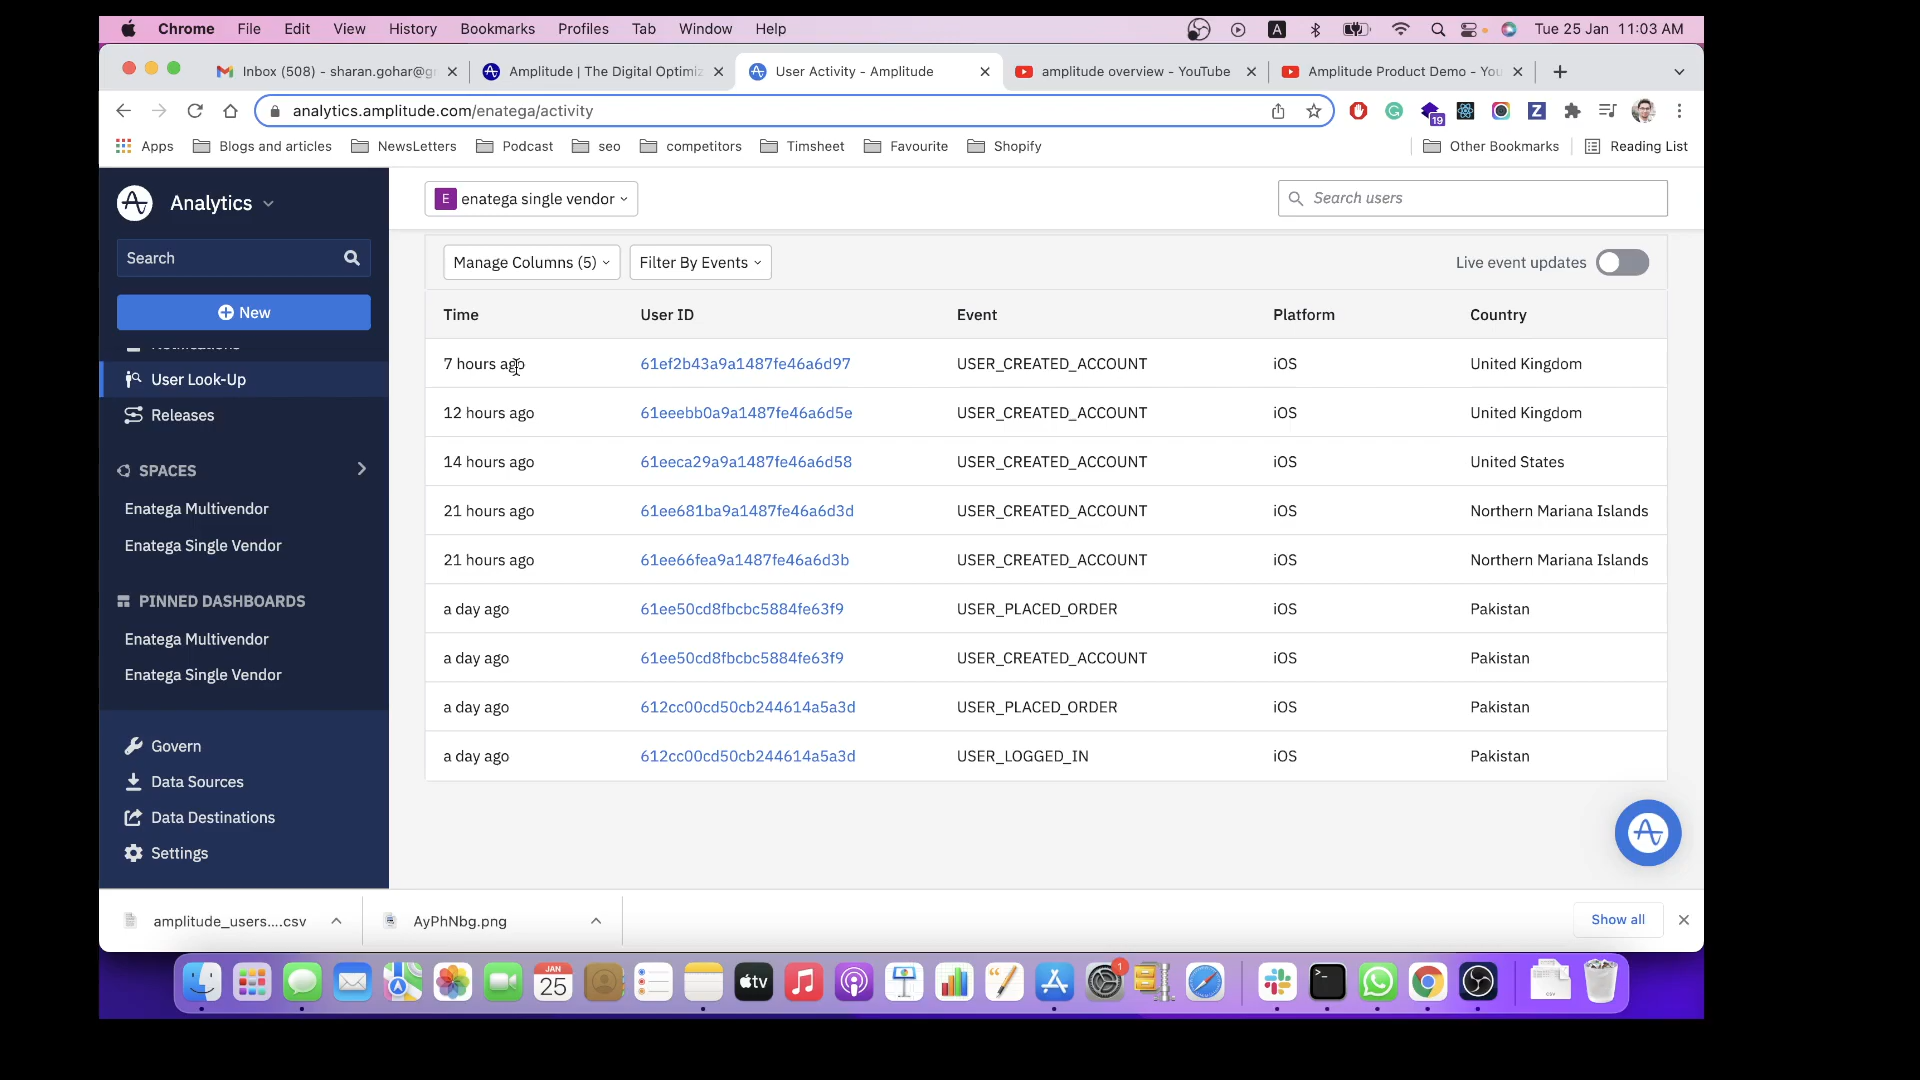 Chrome File Edit View History Bookmarks Profiles Tab Window Help A Tue 25 Jan 11:03 AM
Inbox (508) - sharan.gohar@gr Amplitude | The Digital Optimiz User Activity - Amplitude amplitude overview - YouTube Amplitude Product Demo - You
analytics.amplitude.com/enatega/activity 19 Z
Apps Blogs and articles NewsLetters Podcast seo competitors Timsheet Favourite Shopify Other Bookmarks Reading List
Analytics E enatega single vendor Search users
Search Manage Columns (5) Filter By Events Live event updates
New
Notifications
User Look-Up
Releases
SPACES
Enatega Multivendor
Enatega Single Vendor
PINNED DASHBOARDS
Enatega Multivendor
Enatega Single Vendor
Govern
Data Sources
Data Destinations
Settings
Time User ID Event Platform Country
7 hours ago 61ef2b43a9a1487fe46a6d97 USER_CREATED_ACCOUNT iOS United Kingdom
12 hours ago 61eeebb0a9a1487fe46a6d5e USER_CREATED_ACCOUNT iOS United Kingdom
14 hours ago 61eeca29a9a1487fe46a6d58 USER_CREATED_ACCOUNT iOS United States
21 hours ago 61ee681ba9a1487fe46a6d3d USER_CREATED_ACCOUNT iOS Northern Mariana Islands
21 hours ago 61ee66fea9a1487fe46a6d3b USER_CREATED_ACCOUNT iOS Northern Mariana Islands
a day ago 61ee50cd8fbcbc5884fe63f9 USER_PLACED_ORDER iOS Pakistan
a day ago 61ee50cd8fbcbc5884fe63f9 USER_CREATED_ACCOUNT iOS Pakistan
a day ago 612cc00cd50cb244614a5a3d USER_PLACED_ORDER iOS Pakistan
a day ago 612cc00cd50cb244614a5a3d USER_LOGGED_IN iOS Pakistan
amplitude_users....csv AyPhNbg.png Show all
JAN 25 tv 1